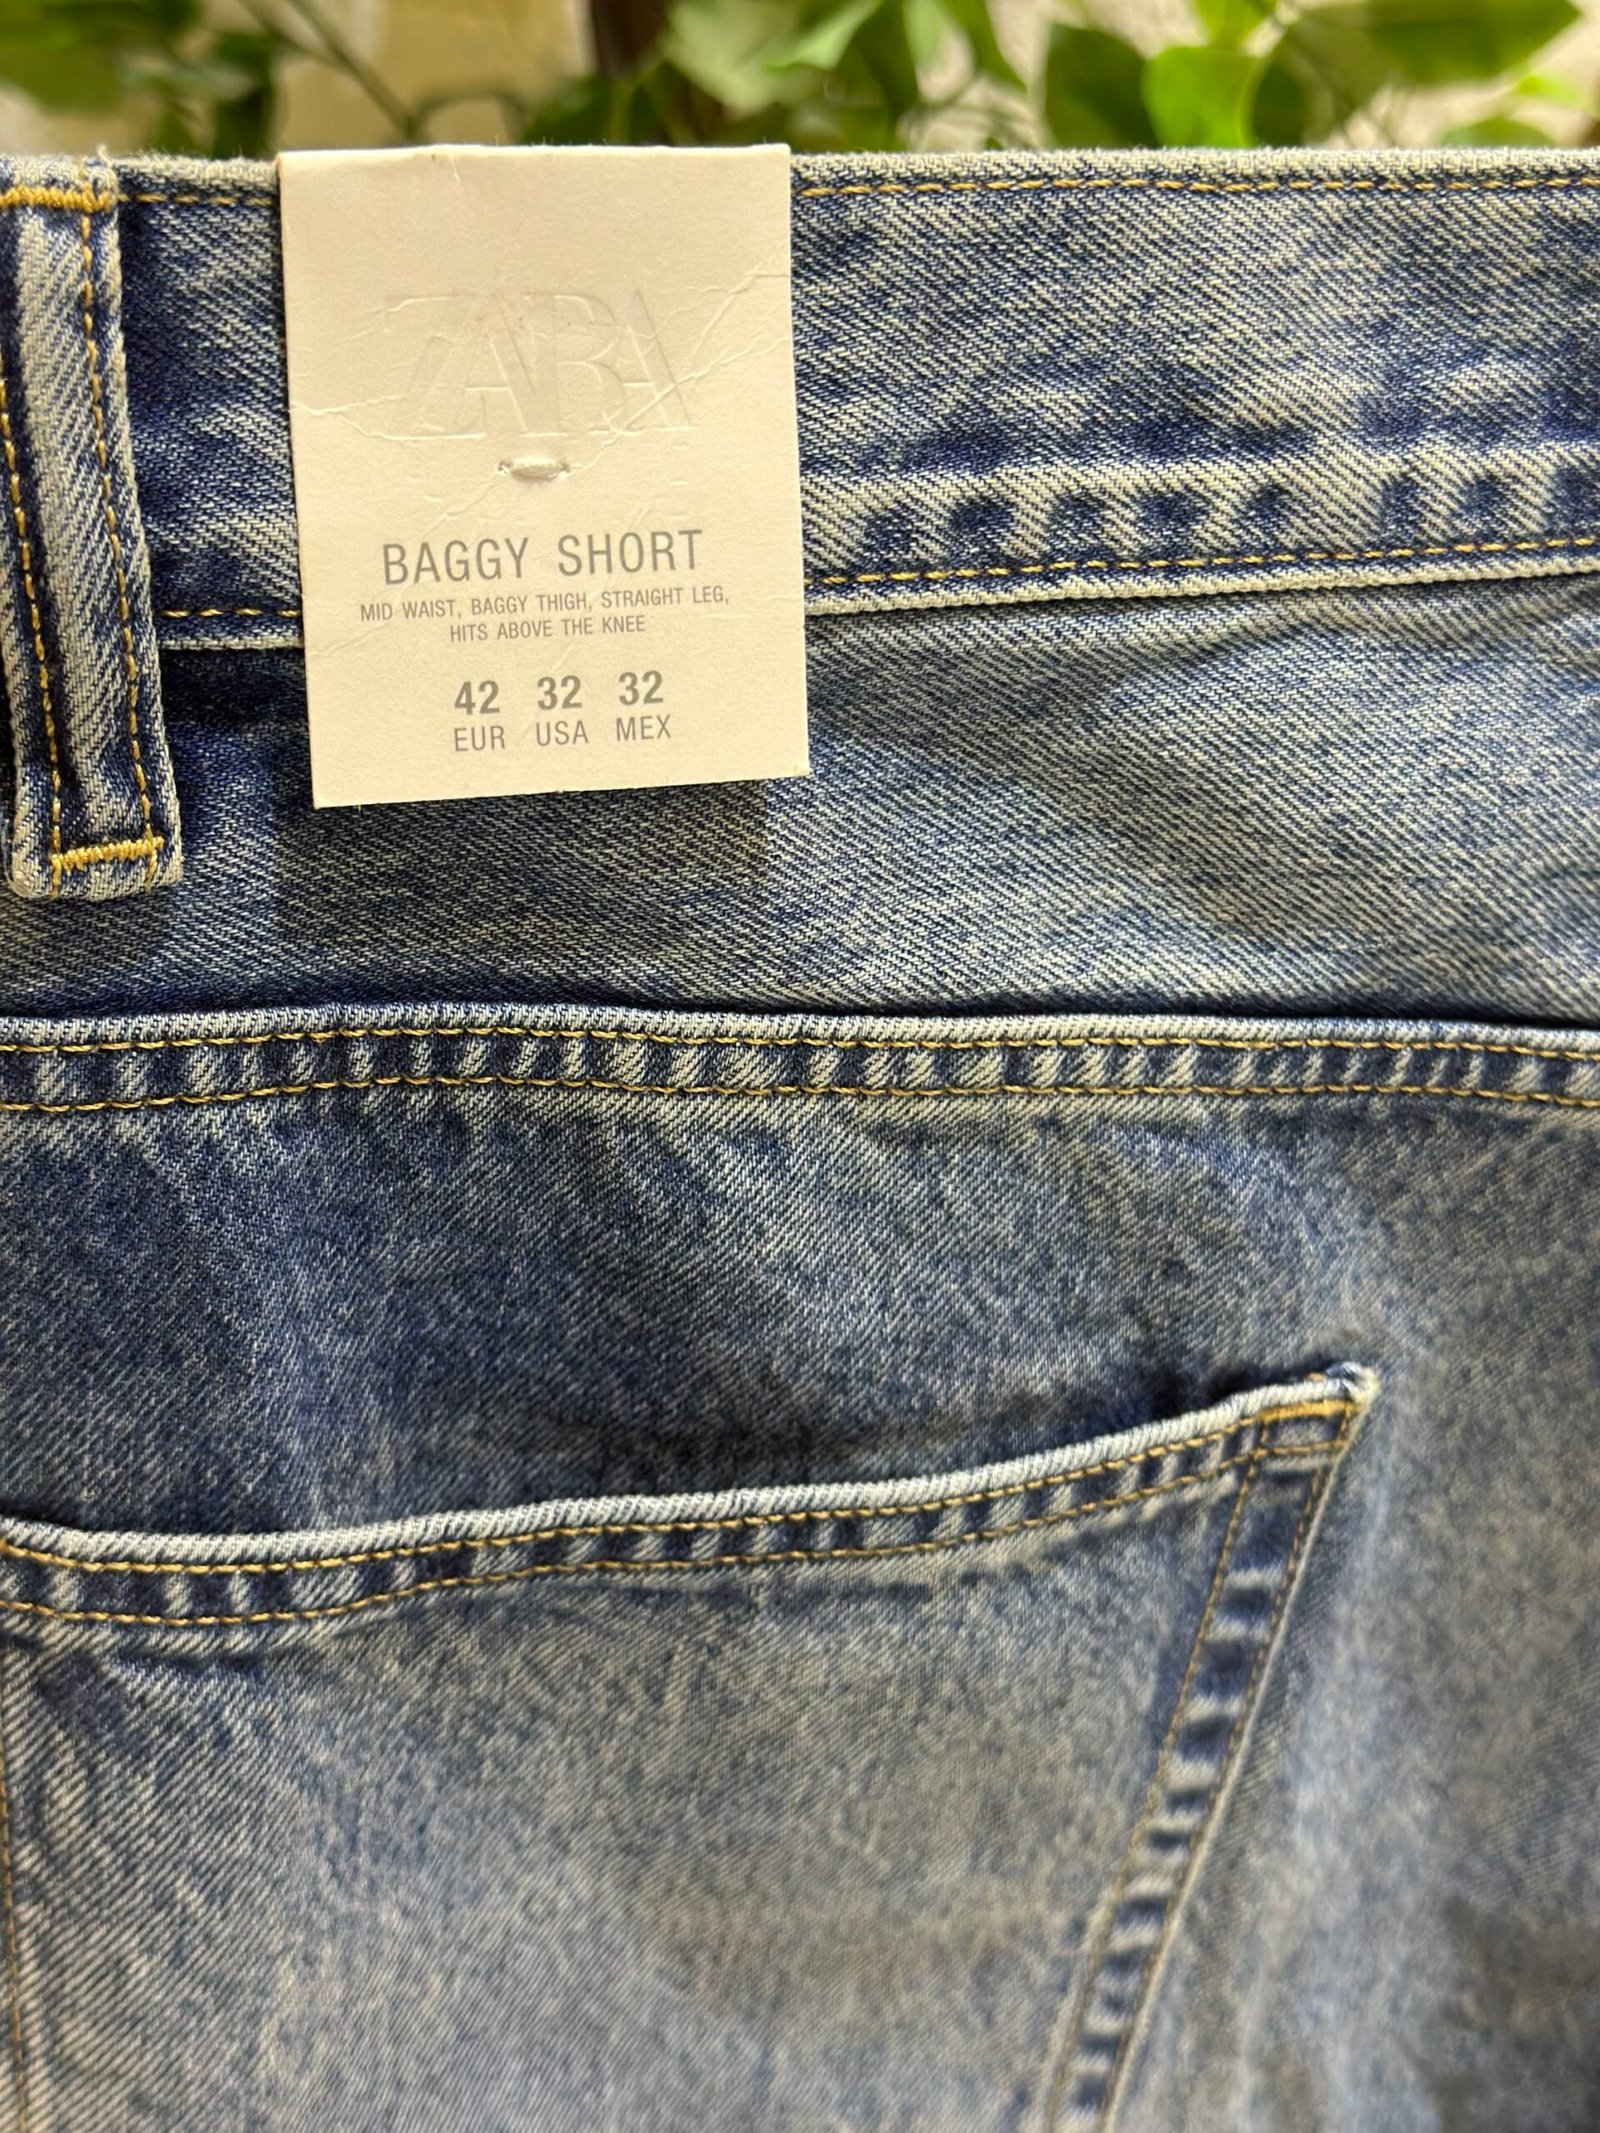 ZARA
BAGGY SHORT
MID WAIST, BAGGY THIGH, STRAIGHT LEG,
HITS ABOVE THE KNEE
42 32 32
EUR USA MEX